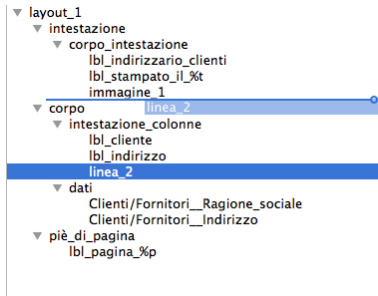 layout_1
intestazione
corpo_intestazione
lbl_indirizzario_clienti
lbl_stampato_il_%t
immagine_1
corpo linea_2
intestazione_colonne
lbl_cliente
lbl_indirizzo
linea_2
dati
Clienti/Fornitori__Ragione_sociale
Clienti/Fornitori__Indirizzo
piè_di_pagina
lbl_pagina_%p